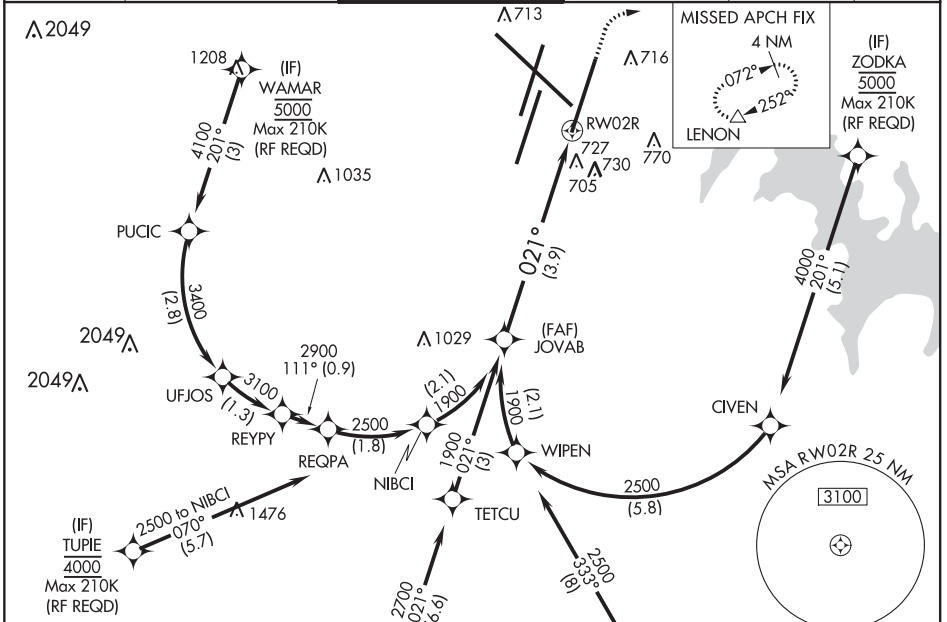 2049
713
1208
(IF)
WAMAR
5000
Max 210K
(RF REQD)
716
MISSED APCH FIX
4 NM
072°
252°
LENON
(IF)
ZODKA
5000
Max 210K
(RF REQD)
4100
201°
(3)
RW02R
727
705
730
770
1035
PUCIC
021°
(3.9)
4000
201°
(5.1)
3400
(2.8)
2049
2049
1029
(FAF)
JOVAB
2900
111° (0.9)
UFJOS
3100
(1.3)
REYPY
REQPA
2500
(1.8)
(2.1)
1900
NIBCI
1900
021°
(3)
(2.1)
1900
WIPEN
CIVEN
2500
(5.8)
TETCU
MSA RW02R 25 NM
3100
2500 to NIBCI
070°
(5.7)
1476
(IF)
TUPIE
4000
Max 210K
(RF REQD)
2700
021°
2500
333°
(8)